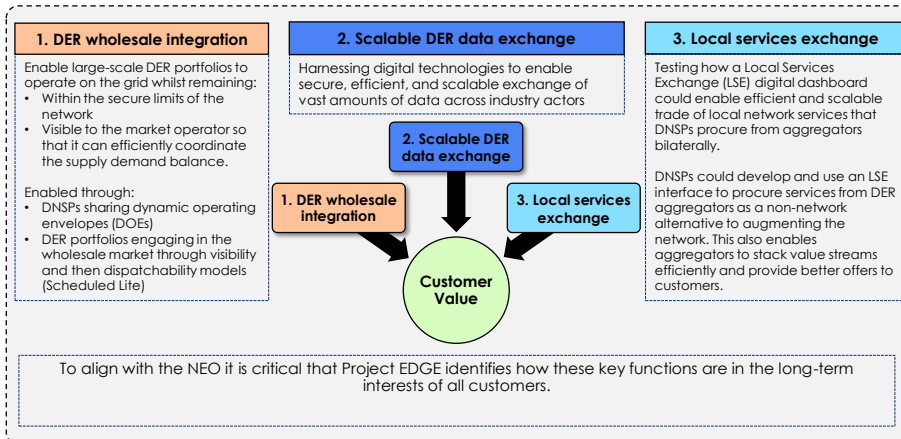 1. DER wholesale integration
Enable large-scale DER portfolios to
operate on the grid whilst remaining:
• Within the secure limits of the
network
• Visible to the market operator so
that it can efficiently coordinate
the supply demand balance.
Enabled through:
• DNSPs sharing dynamic operating
envelopes (DOEs)
• DER portfolios engaging in the
wholesale market through visibility
and then dispatchability models
(Scheduled Lite)
2. Scalable DER data exchange
Harnessing digital technologies to enable
secure, efficient, and scalable exchange of
vast amounts of data across industry actors
2. Scalable DER
data exchange
1. DER wholesale
integration
3. Local services
exchange
Customer
Value
3. Local services exchange
Testing how a Local Services
Exchange (LSE) digital dashboard
could enable efficient and scalable
trade of local network services that
DNSPs procure from aggregators
bilaterally.
DNSPs could develop and use an LSE
interface to procure services from DER
aggregators as a non-network
alternative to augmenting the
network. This also enables
aggregators to stack value streams
efficiently and provide better offers to
customers.
To align with the NEO it is critical that Project EDGE identifies how these key functions are in the long-term
interests of all customers.